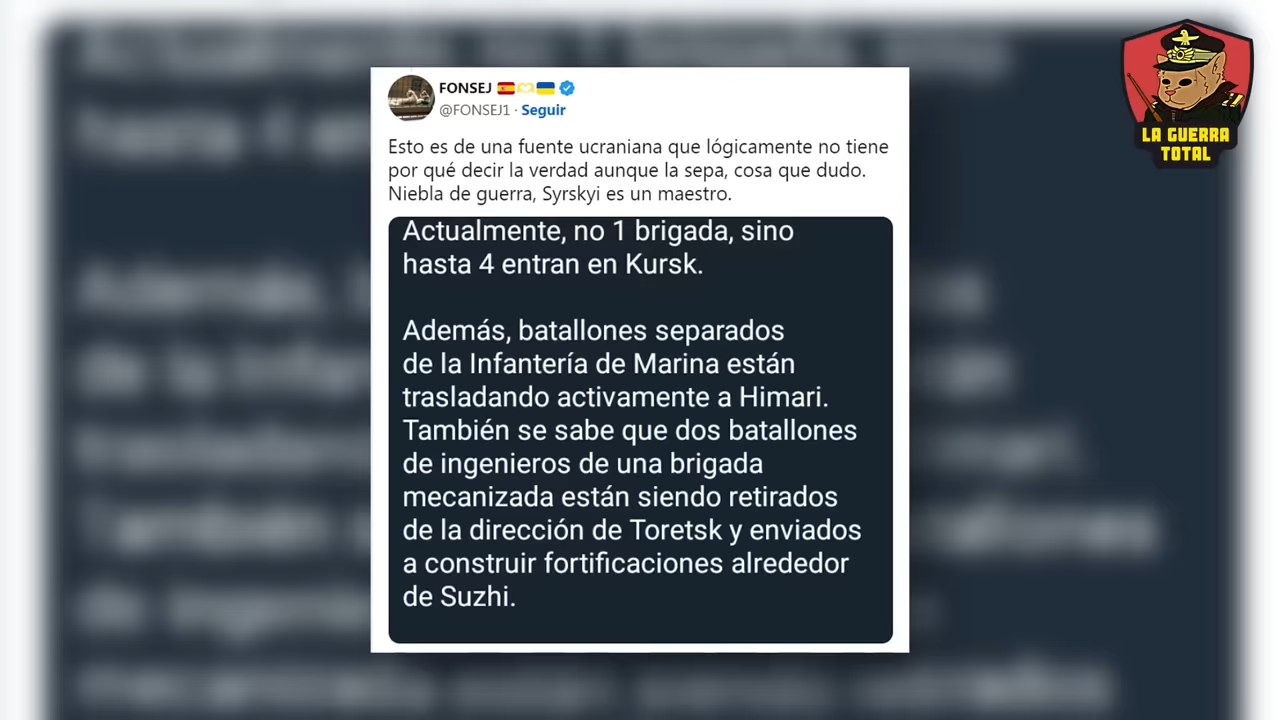 FONSEJ
@FONSEJ1 · Seguir
Esto es de una fuente ucraniana que lógicamente no tiene
por qué decir la verdad aunque la sepa, cosa que dudo.
Niebla de guerra, Syrskyi es un maestro.
Actualmente, no 1 brigada, sino
hasta 4 entran en Kursk.
Además, batallones separados
de la Infantería de Marina están
trasladando activamente a Himari.
También se sabe que dos batallones
de ingenieros de una brigada
mecanizada están siendo retirados
de la dirección de Toretsk y enviados
a construir fortificaciones alrededor
de Suzhi.
LA GUERRA
TOTAL